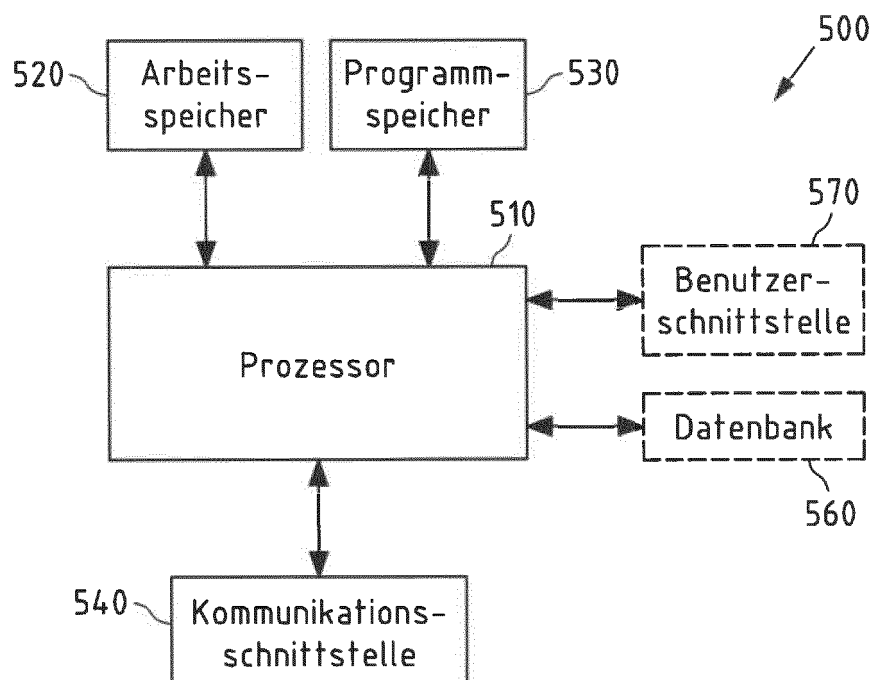 500
520
Arbeits-
speicher
Programm-
speicher
530
510
570
Benutzer-
schnittstelle
Prozessor
Datenbank
560
540
Kommunikations-
schnittstelle